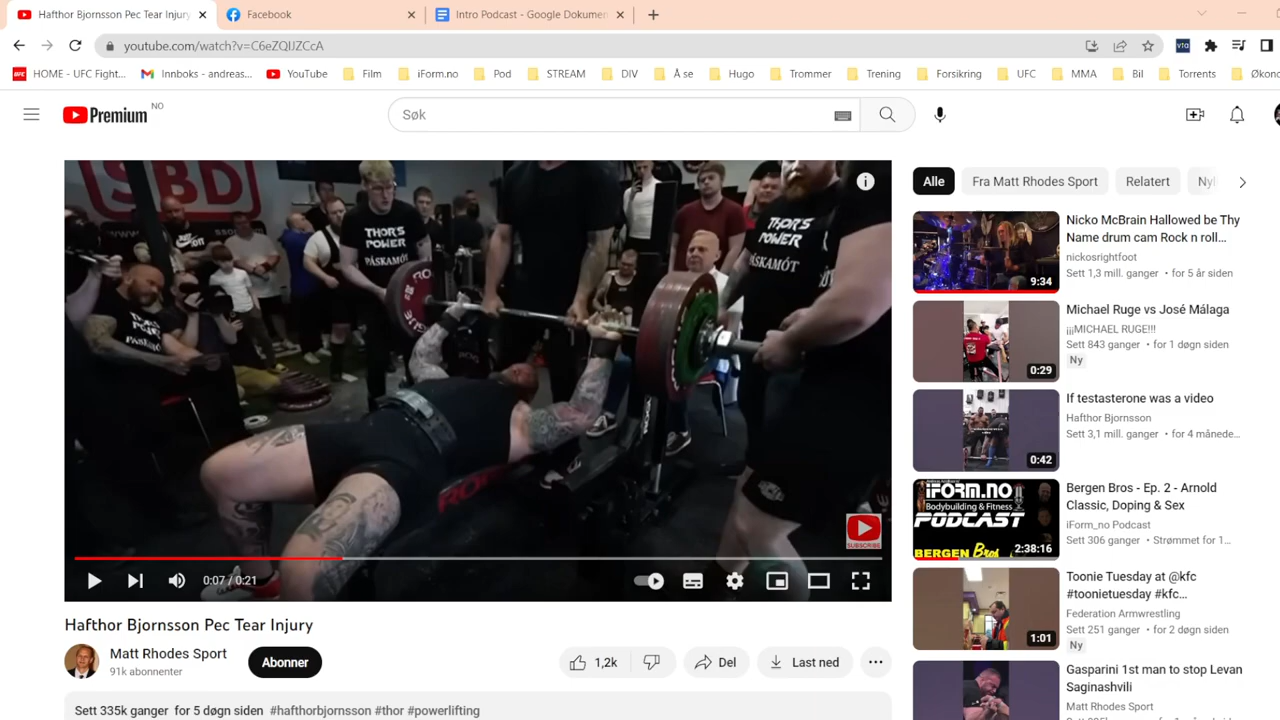 Hafthor Bjornsson Pec Tear Injury
Facebook
Intro Podcast - Google Dokumen
youtube.com/watch?v=C6eZQIJZCcA
HOME - UFC Fight...
Innboks - andreas...
YouTube
Film
iForm.no
Pod
STREAM
DIV
Å se
Hugo
Trommer
Trening
Forsikring
UFC
MMA
Bil
Torrents
Økono
Premium
NO
Søk
SBD
THOR'S
POWER
PÁSKAMÓT
THOR'S
POWER
PÁSKAMÓT
THOR'S
POWER
PÁSKAMÓT
SUBSCRIBE
0:07 / 0:21
Hafthor Bjornsson Pec Tear Injury
Matt Rhodes Sport
91k abonnenter
Abonner
1,2k
Del
Last ned
Sett 335k ganger for 5 døgn siden #hafthorbjornsson #thor #powerlifting
Alle
Fra Matt Rhodes Sport
Relatert
Nyl
9:34
Nicko McBrain Hallowed be Thy
Name drum cam Rock n roll...
nickosrightfoot
Sett 1,3 mill. ganger • for 5 år siden
0:29
Michael Ruge vs José Málaga
¡¡¡MICHAEL RUGE!!!
Sett 843 ganger • for 1 døgn siden
Ny
0:42
If testasterone was a video
Hafthor Bjornsson
Sett 3,1 mill. ganger • for 4 månede...
IFORM.NO
Bodybuilding & Fitness
PODCAST
BERGEN Bros
2:38:16
Bergen Bros - Ep. 2 - Arnold
Classic, Doping & Sex
iForm_no Podcast
Sett 306 ganger • Strømmet for 1...
1:01
Toonie Tuesday at @kfc
#toonietuesday #kfc...
Federation Armwrestling
Sett 251 ganger • for 2 døgn siden
Ny
Gasparini 1st man to stop Levan
Saginashvili
Matt Rhodes Sport